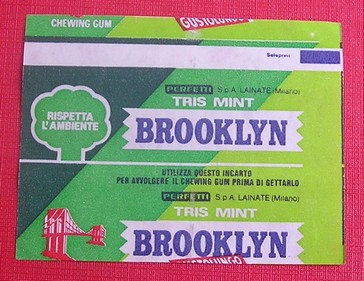 CHEWING GUM
GUSTOLUNGO
PERFETTI S.p.A. LAINATE (Milano)
TRIS MINT
BROOKLYN
RISPETTA
L'AMBIENTE
UTILIZZA QUESTO INCARTO
PER AVVOLGERE IL CHEWING GUM PRIMA DI GETTARLO
PERFETTI S.p.A. LAINATE (Milano)
TRIS MINT
BROOKLYN
GUSTOLUNGO